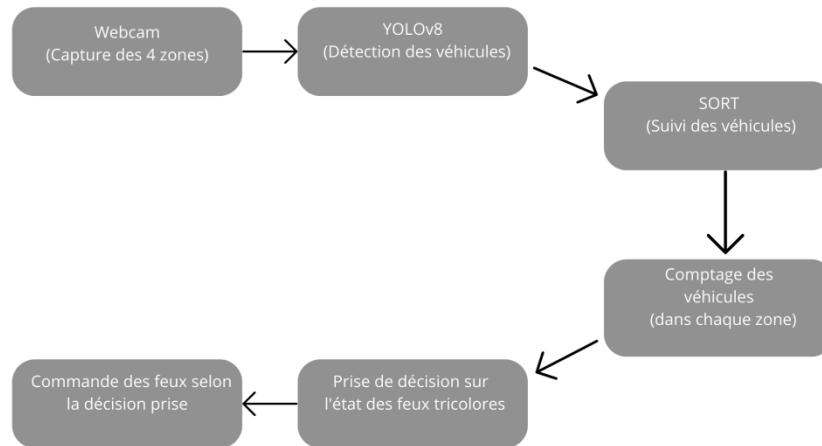 Webcam
(Capture des 4 zones)
YOLOv8
(Détection des véhicules)
SORT
(Suivi des véhicules)
Comptage des
véhicules
(dans chaque zone)
Prise de décision sur
l'état des feux tricolores
Commande des feux selon
la décision prise